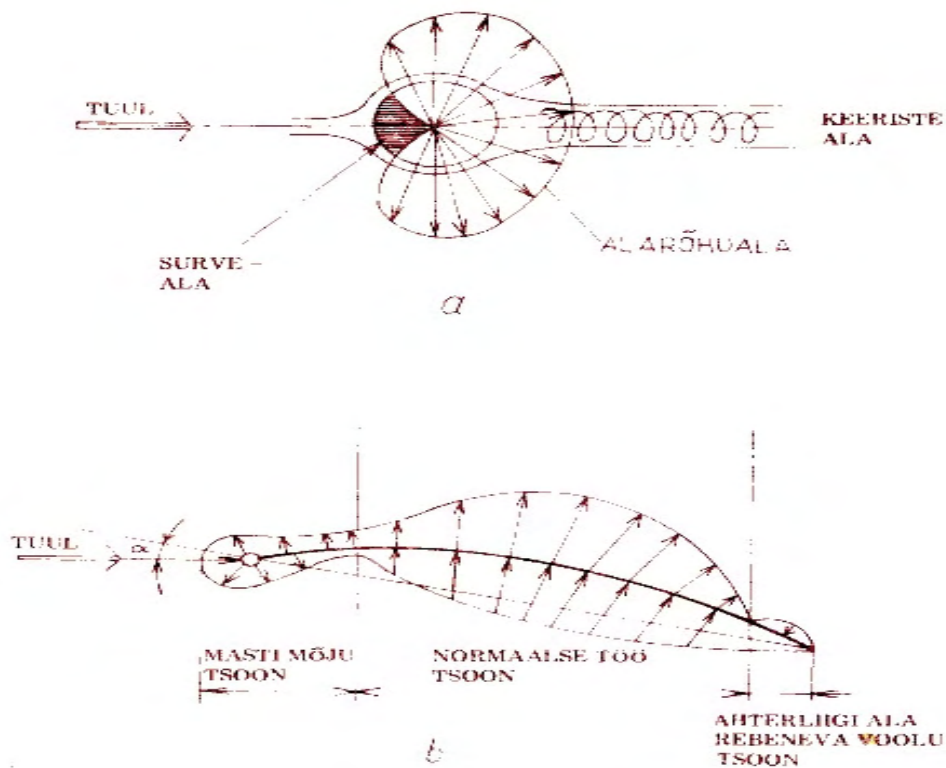 TUUL
KEERISTE
ALA
SURVE -
ALA
ALARÕHUALA
a
TUUL
α
MASTI MÕJU
TSOON
NORMAALSE TÖÖ
TSOON
AHTERLIIGI ALA
REBENEVA VOOLU
TSOON
b